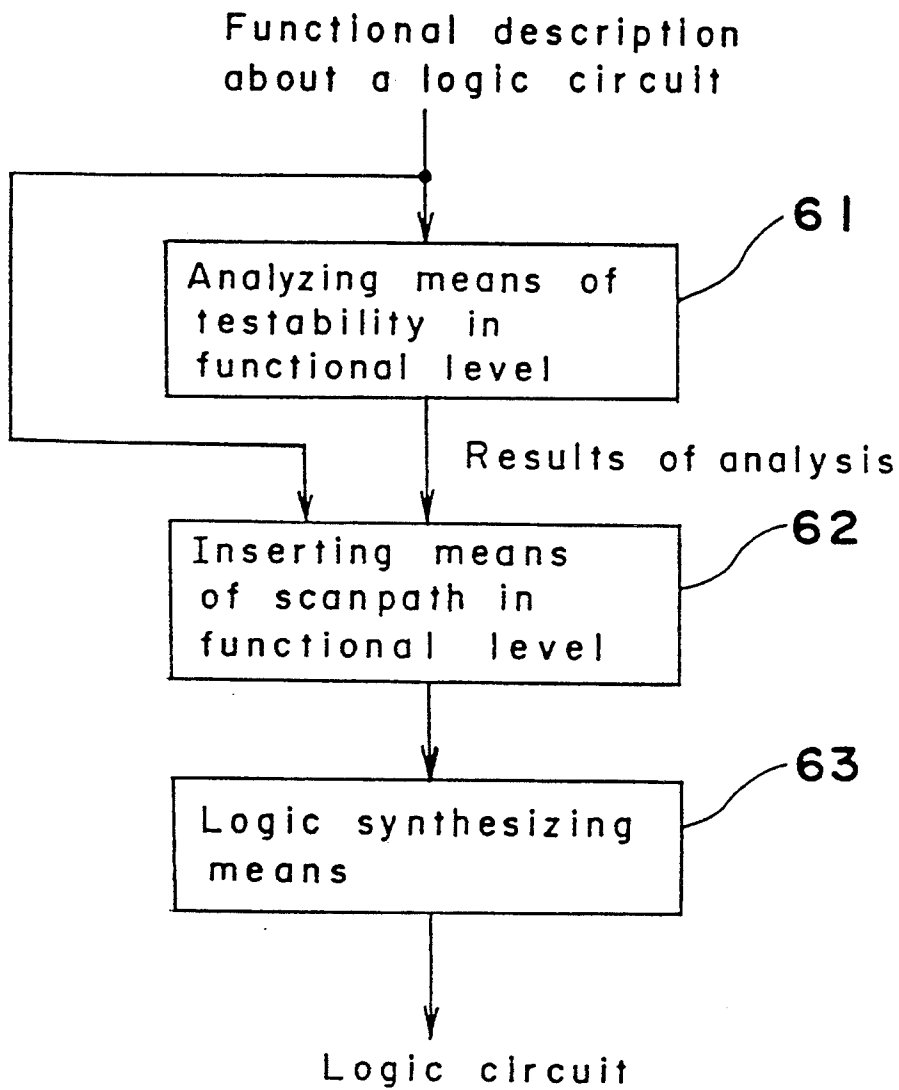 Functional description
about a logic circuit
61
Analyzing means of
testability in
functional level
Results of analysis
62
Inserting means
of scanpath in
functional level
63
Logic synthesizing
means
Logic circuit